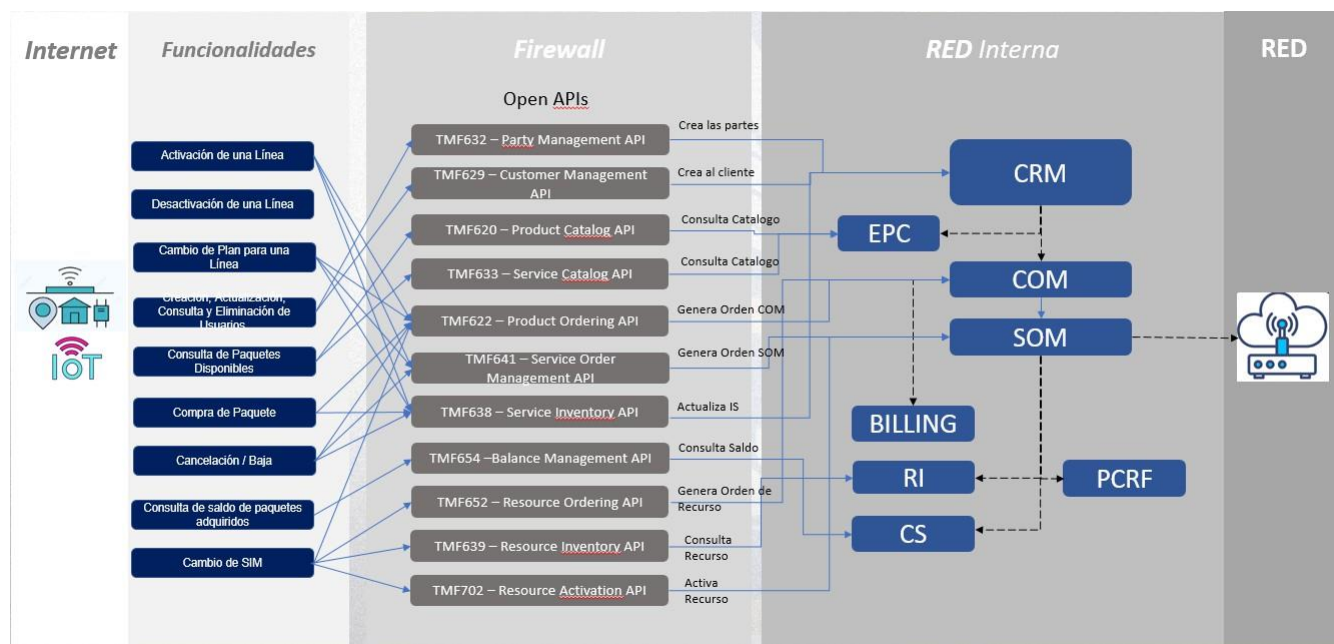 Internet
Funcionalidades
Firewall
RED Interna
RED
Open APIs
Activación de una Línea
Desactivación de una Línea
Cambio de Plan para una
Línea
Creación, Actualización,
Consulta y Eliminación de
Usuarios
Consulta de Paquetes
Disponibles
Compra de Paquete
Cancelación / Baja
Consulta de saldo de paquetes
adquiridos
Cambio de SIM
IoT
TMF632 – Party Management API
TMF629 – Customer Management
API
TMF620 – Product Catalog API
TMF633 – Service Catalog API
TMF622 – Product Ordering API
TMF641 – Service Order
Management API
TMF638 – Service Inventory API
TMF654 –Balance Management API
TMF652 – Resource Ordering API
TMF639 – Resource Inventory API
TMF702 – Resource Activation API
Crea las partes
Crea al cliente
Consulta Catalogo
Consulta Catalogo
Genera Orden COM
Genera Orden SOM
Actualiza IS
Consulta Saldo
Genera Orden de
Recurso
Consulta
Recurso
Activa
Recurso
CRM
EPC
COM
SOM
BILLING
RI
PCRF
CS